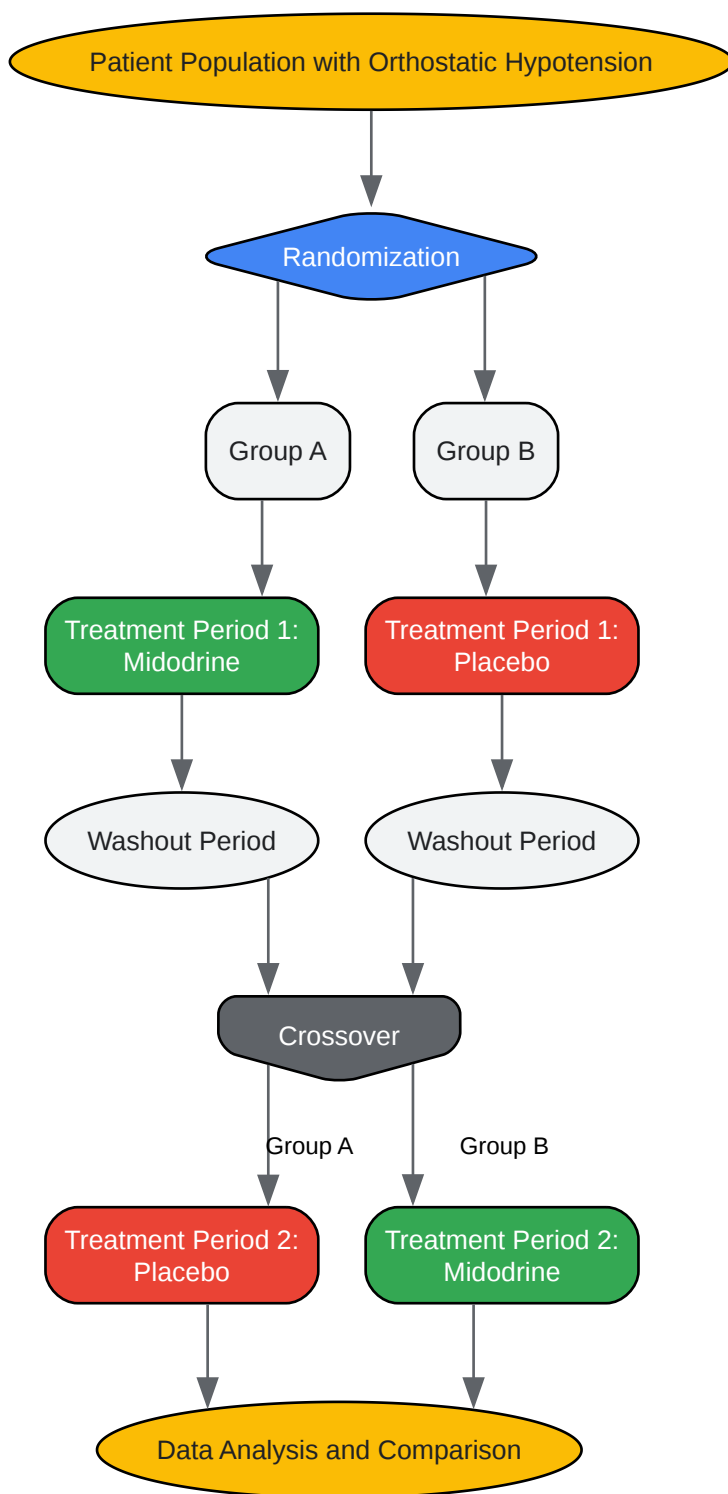 Patient Population with Orthostatic Hypotension
Randomization
Group A
Group B
Treatment Period 1:
Midodrine
Treatment Period 1:
Placebo
Washout Period
Washout Period
Crossover
Group A
Group B
Treatment Period 2:
Placebo
Treatment Period 2:
Midodrine
Data Analysis and Comparison